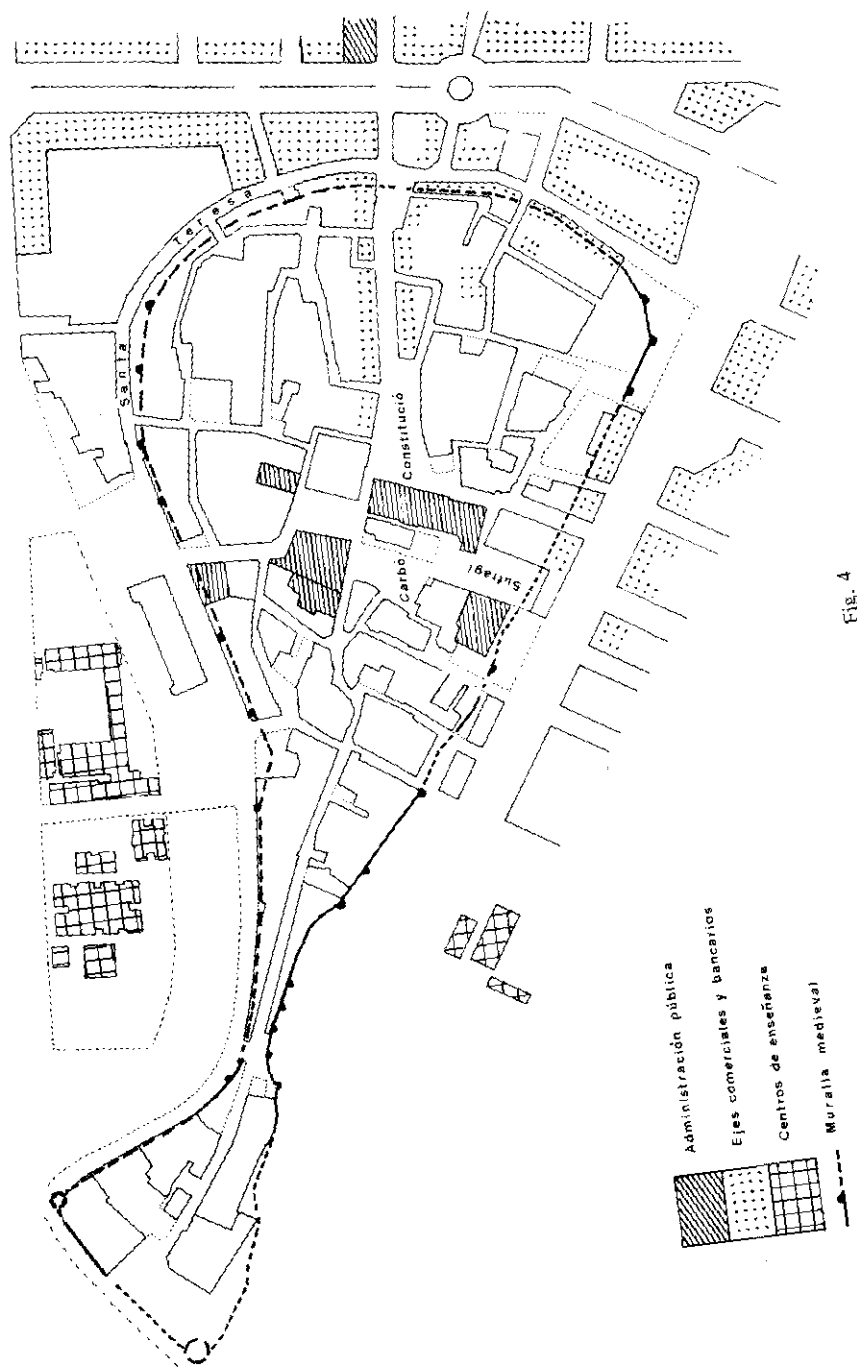 Santa Teresa
Constitució
Carbó
Sufragi
Administración pública
Ejes comerciales y bancarios
Centros de enseñanza
Muralla medieval
Fig. 4